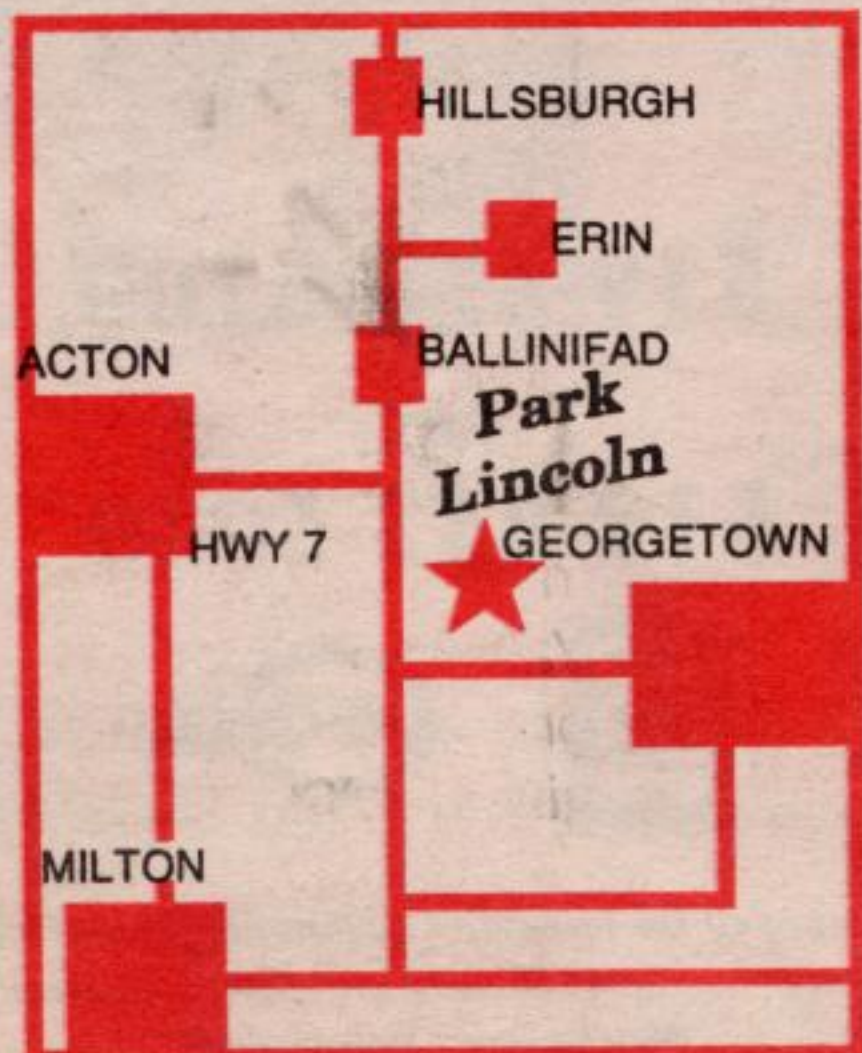 HILLSBURGH
ERIN
BALLINIFAD
ACTON
Park
Lincoln
HWY 7
GEORGETOWN
MILTON